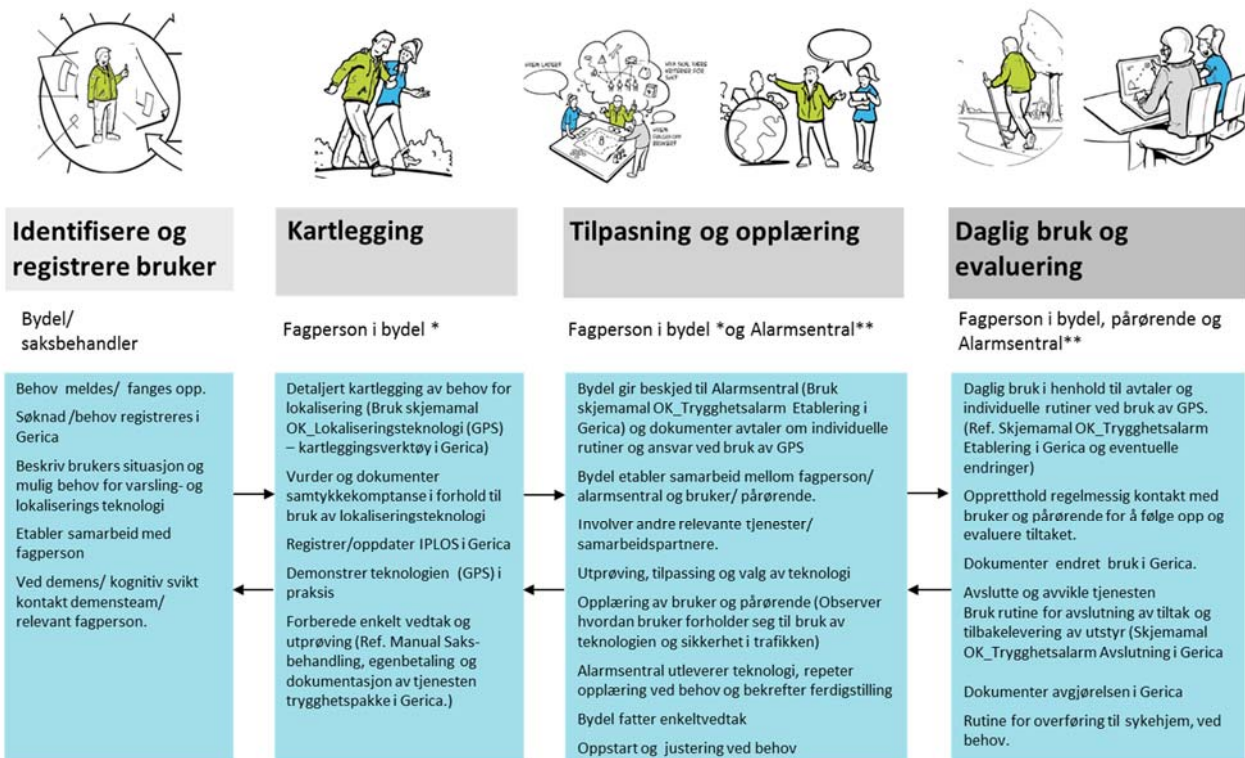 HVEM LAGER?
HVA SKAL VÆRE
KRITERIER FOR
Identifisere og
registrere bruker
Bydel/
saksbehandler
Behov meldes/ fanges opp.
Søknad /behov registreres i
Gerica
Beskriv brukers situasjon og
mulig behov for varsling- og
lokaliserings teknologi
Etabler samarbeid med
fagperson
Ved demens/ kognitiv svikt
kontakt demensteam/
relevant fagperson.
Kartlegging
Fagperson i bydel *
Detaljert kartlegging av behov for
lokalisering (Bruk skjemamal
OK_Lokaliseringsteknologi (GPS)
– kartleggingsverktøy i Gerica)
Vurder og dokumenter
samtykkekomptanse i forhold til
bruk av lokaliseringsteknologi
Registrer/oppdater IPLOS i Gerica
Demonstrer teknologien (GPS) i
praksis
Forberede enkelt vedtak og
utprøving (Ref. Manual Saks-
behandling, egenbetaling og
dokumentasjon av tjenesten
trygghetspakke i Gerica.)
Tilpasning og opplæring
Fagperson i bydel *og Alarmsentral**
Bydel gir beskjed til Alarmsentral (Bruk
skjemamal OK_Trygghetsalarm Etablering i
Gerica) og dokumenter avtaler om individuelle
rutiner og ansvar ved bruk av GPS
Bydel etabler samarbeid mellom fagperson/
alarmsentral og bruker/ pårørende.
Involver andre relevante tjenester/
samarbeidspartnere.
Utprøving, tilpassing og valg av teknologi
Opplæring av bruker og pårørende (Observer
hvordan bruker forholder seg til bruk av
teknologien og sikkerhet i trafikken)
Alarmsentral utleverer teknologi, repeter
opplæring ved behov og bekrefter ferdigstilling
Bydel fatter enkeltvedtak
Oppstart og justering ved behov
Daglig bruk og
evaluering
Fagperson i bydel, pårørende og
Alarmsentral**
Daglig bruk i henhold til avtaler og
individuelle rutiner ved bruk av GPS.
(Ref. Skjemamal OK_Trygghetsalarm
Etablering i Gerica og eventuelle
endringer)
Oppretthold regelmessig kontakt med
bruker og pårørende for å følge opp og
evaluere tiltaket.
Dokumenter endret bruk i Gerica.
Avslutte og avvikle tjenesten
Bruk rutine for avslutning av tiltak og
tilbakelevering av utstyr (Skjemamal
OK_Trygghetsalarm Avslutning i Gerica
Dokumenter avgjørelsen i Gerica
Rutine for overføring til sykehjem, ved
behov.